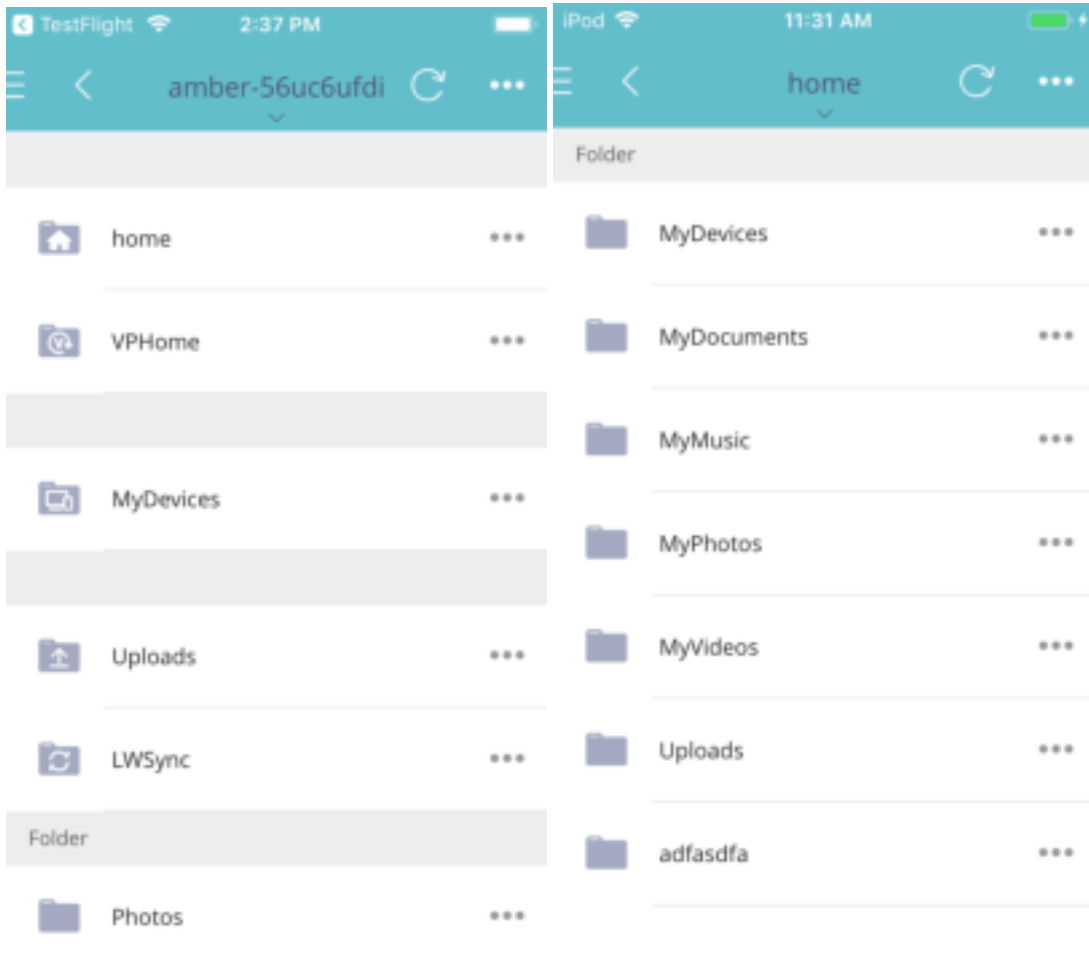 TestFlight 2:37 PM
amber-56uc6ufdi
home
VPHome
MyDevices
Uploads
LWSync
Folder
Photos
iPod 11:31 AM
home
Folder
MyDevices
MyDocuments
MyMusic
MyPhotos
MyVideos
Uploads
adfasdfa